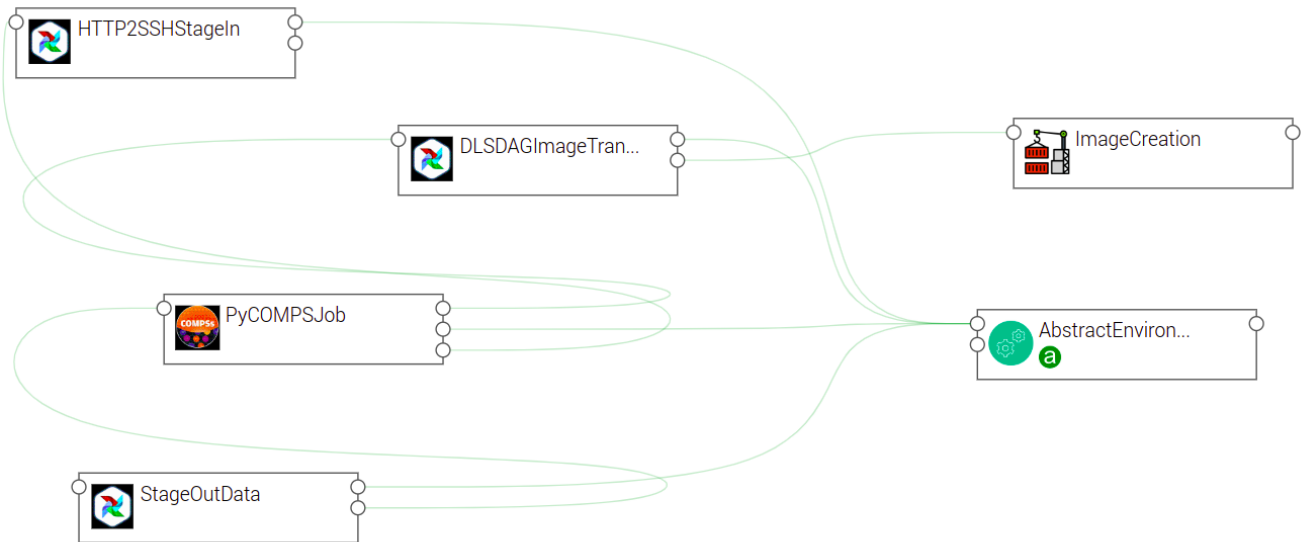 HTTP2SSHStageIn
DLSDAGImageTran...
ImageCreation
PyCOMPSJob
COMPSs
AbstractEnviron...
a
StageOutData